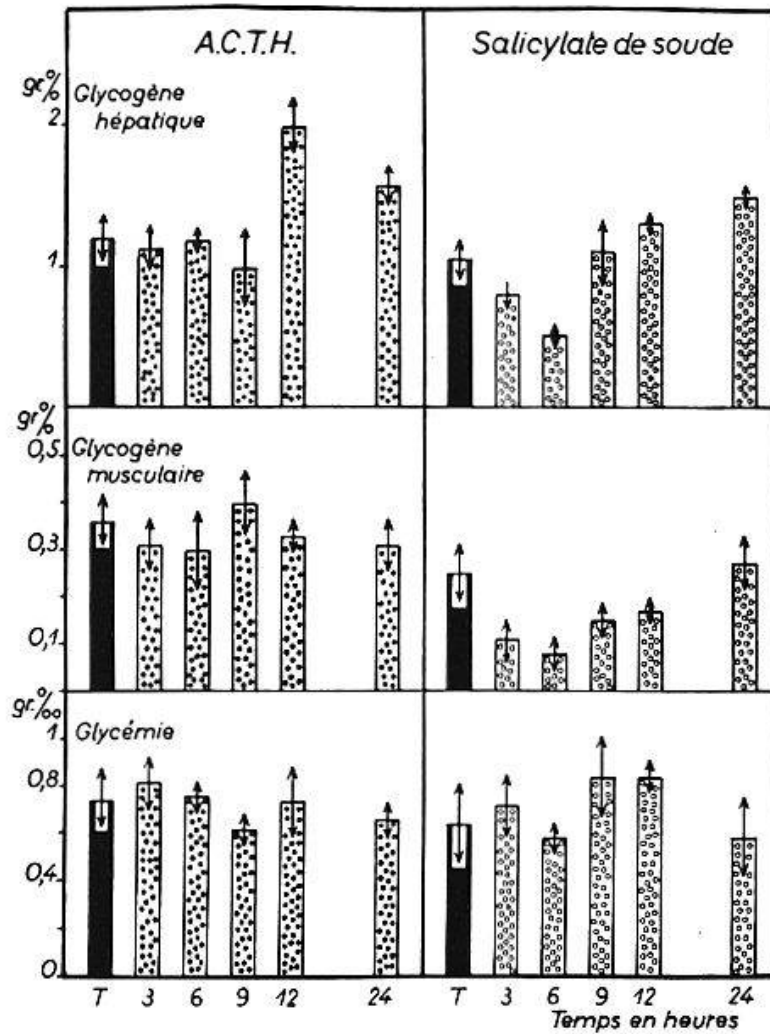 A.C.T.H.
Salicylate de soude
gr.%
Glycogène
hépatique
2
1
gr.%
Glycogène
musculaire
0,5
0,3
0,1
gr.‰
Glycémie
1
0,8
0,4
0
T 3 6 9 12 24
T 3 6 9 12 24
Temps en heures